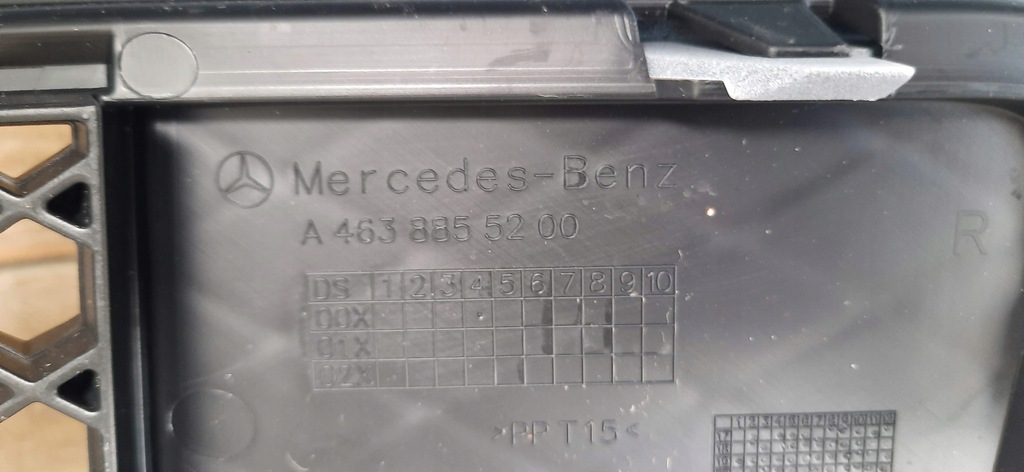 Mercedes-Benz
A 463 885 52 00
R
DS 1 2 3 4 5 6 7 8 9 10
00X
01X
02X
>PP T15<